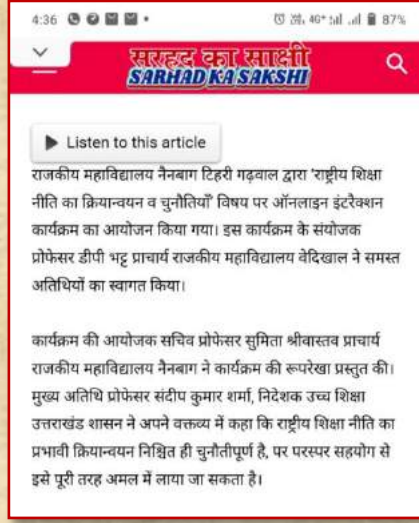 4:36
4G+ 87%
सरहद का साक्षी
SARHAD KA SAKSHI
Listen to this article
राजकीय महाविद्यालय नैनबाग टिहरी गढ़वाल द्वारा 'राष्ट्रीय शिक्षा
नीति का क्रियान्वयन व चुनौतियाँ' विषय पर ऑनलाइन इंटरैक्शन
कार्यक्रम का आयोजन किया गया। इस कार्यक्रम के संयोजक
प्रोफेसर डीपी भट्ट प्राचार्य राजकीय महाविद्यालय वेदिखाल ने समस्त
अतिथियों का स्वागत किया।
कार्यक्रम की आयोजक सचिव प्रोफेसर सुमिता श्रीवास्तव प्राचार्य
राजकीय महाविद्यालय नैनबाग ने कार्यक्रम की रूपरेखा प्रस्तुत की।
मुख्य अतिथि प्रोफेसर संदीप कुमार शर्मा, निदेशक उच्च शिक्षा
उत्तराखंड शासन ने अपने वक्तव्य में कहा कि राष्ट्रीय शिक्षा नीति का
प्रभावी क्रियान्वयन निश्चित ही चुनौतीपूर्ण है, पर परस्पर सहयोग से
इसे पूरी तरह अमल में लाया जा सकता है।